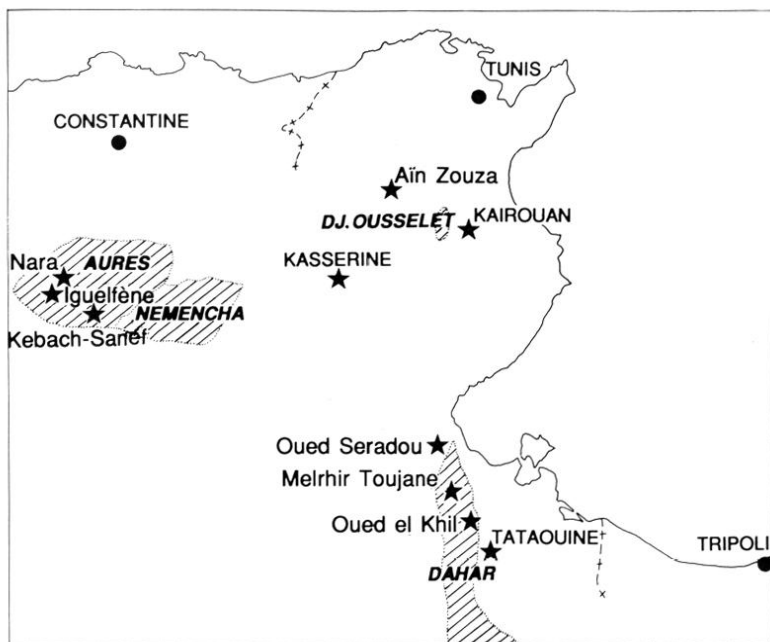 TUNIS
CONSTANTINE
Aïn Zouza
DJ.OUSSELET
KAIROUAN
KASSERINE
AURES
Nara
Iguelfène
NEMENCHA
Kebach-Sanef
Oued Seradou
Melrhir Toujane
Oued el Khil
TATAOUINE
TRIPOLI
DAHAR